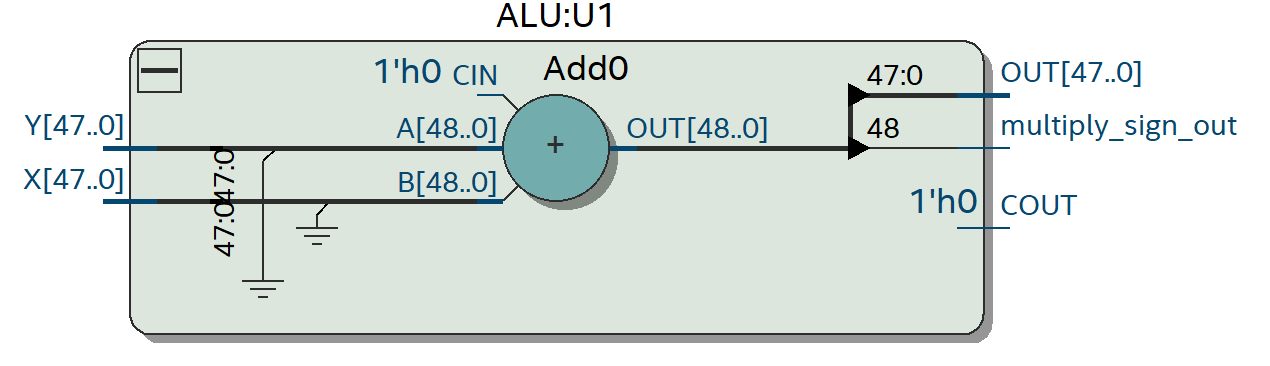 ALU:U1
1'h0 CIN
Add0
47:0
OUT[47..0]
Y[47..0]
A[48..0]
+
OUT[48..0]
48
multiply_sign_out
X[47..0]
B[48..0]
47:0
47:0
1'h0
COUT